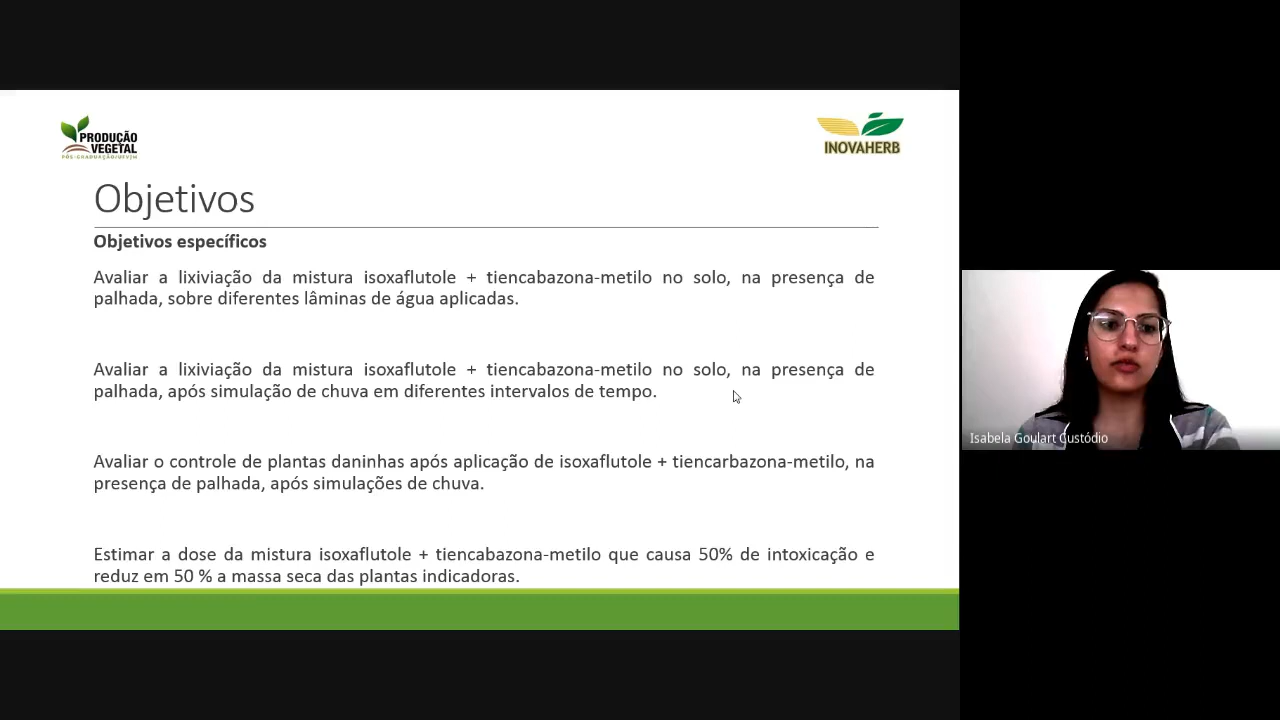 PRODUÇÃO
VEGETAL
PÓS-GRADUAÇÃO/UFVJM
INOVAHERB
Objetivos
Objetivos específicos
Avaliar a lixiviação da mistura isoxaflutole + tiencabazona-metilo no solo, na presença de
palhada, sobre diferentes lâminas de água aplicadas.
Avaliar a lixiviação da mistura isoxaflutole + tiencabazona-metilo no solo, na presença de
palhada, após simulação de chuva em diferentes intervalos de tempo.
Avaliar o controle de plantas daninhas após aplicação de isoxaflutole + tiencarbazona-metilo, na
presença de palhada, após simulações de chuva.
Estimar a dose da mistura isoxaflutole + tiencabazona-metilo que causa 50% de intoxicação e
reduz em 50 % a massa seca das plantas indicadoras.
Isabela Goulart Custódio